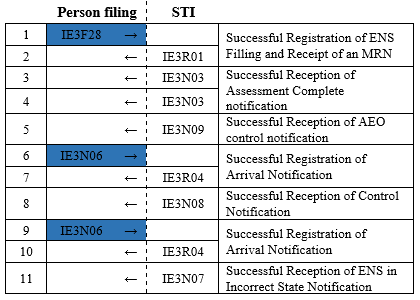 Person filing STI
1 IE3F28 → Successful Registration of ENS
2 ← IE3R01 Filling and Receipt of an MRN
3 ← IE3N03 Successful Reception of
Assessment Complete
4 ← IE3N03 notification
5 ← IE3N09 Successful Reception of AEO
control notification
6 IE3N06 → Successful Registration of
7 ← IE3R04 Arrival Notification
8 ← IE3N08 Successful Reception of Control
Notification
9 IE3N06 → Successful Registration of
10 ← IE3R04 Arrival Notification
11 ← IE3N07 Successful Reception of ENS in
Incorrect State Notification